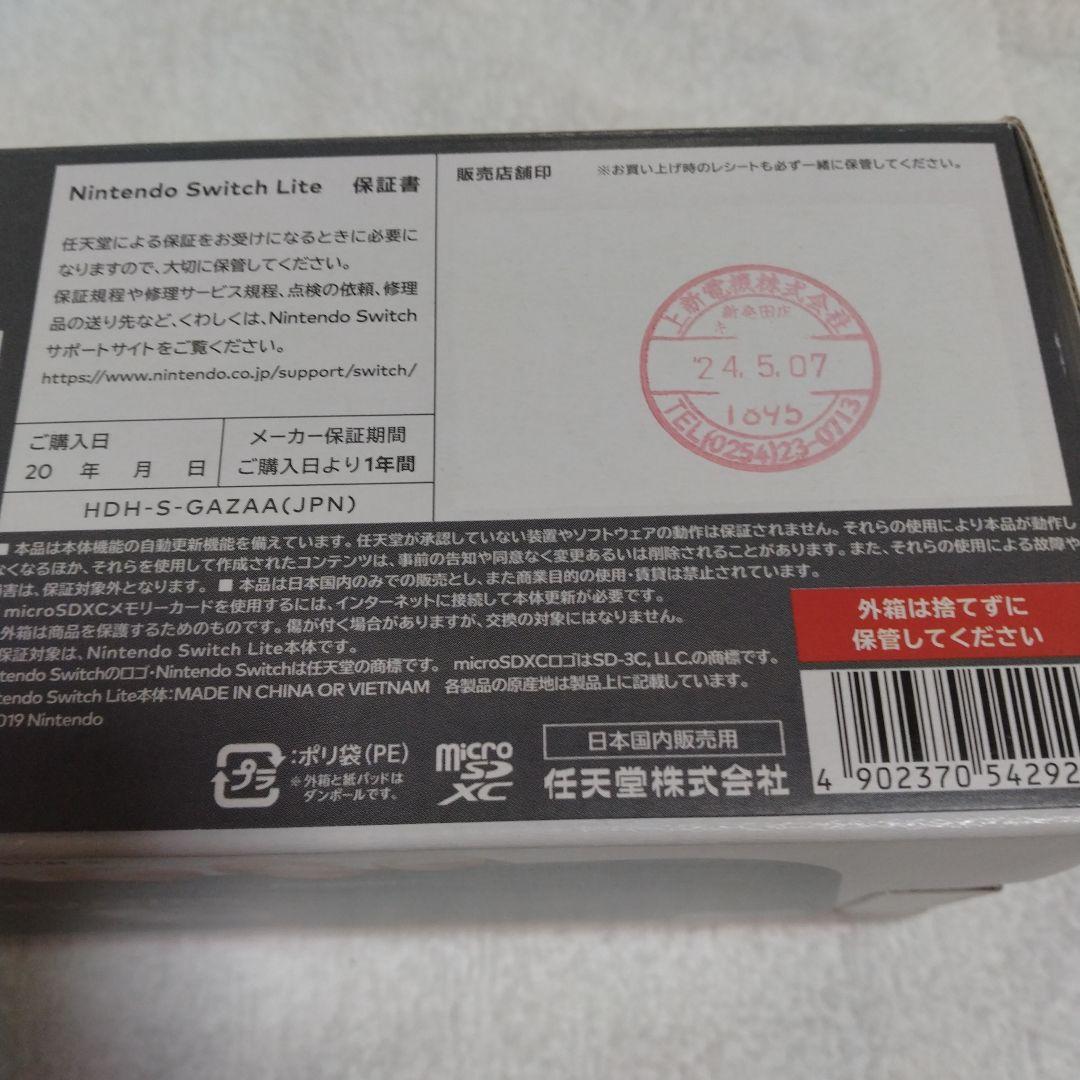 Nintendo Switch Lite 保証書
任天堂による保証をお受けになるときに必要に
なりますので、大切に保管してください。
保証規程や修理サービス規程、点検の依頼、修理
品の送り先など、くわしくは、Nintendo Switch
サポートサイトをご覧ください。
https://www.nintendo.co.jp/support/switch/
ご購入日
20 年 月 日
メーカー保証期間
ご購入日より1年間
HDH-S-GAZAA(JPN)
販売店舗印 ※お買い上げ時のレシートも必ず一緒に保管してください。
上新電機株式会社
新発田店
'24.5.07
1045
TEL(0254)23-0713
■ 本品は本体機能の自動更新機能を備えています。任天堂が承認していない装置やソフトウェアの動作は保証されません。それらの使用により本品が動作し
なくなるほか、それらを使用して作成されたコンテンツは、事前の告知や同意なく変更あるいは削除されることがあります。また、それらの使用による故障や
害は、保証対象外となります。 ■ 本品は日本国内のみでの販売とし、また商業目的の使用・賃貸は禁止されています。
microSDXCメモリーカードを使用するには、インターネットに接続して本体更新が必要です。
外箱は商品を保護するためのものです。傷が付く場合がありますが、交換の対象にはなりません。
保証対象は、Nintendo Switch Lite本体です。
ntendo Switchのロゴ・Nintendo Switchは任天堂の商標です。 microSDXCロゴはSD-3C, LLC.の商標です。
tendo Switch Lite本体:MADE IN CHINA OR VIETNAM 各製品の原産地は製品上に記載しています。
019 Nintendo
外箱は捨てずに
保管してください
プラ
:ポリ袋(PE)
※外箱と紙パッドは
ダンボールです。
micro
SD
XC
日本国内販売用
任天堂株式会社
4 902370 54292